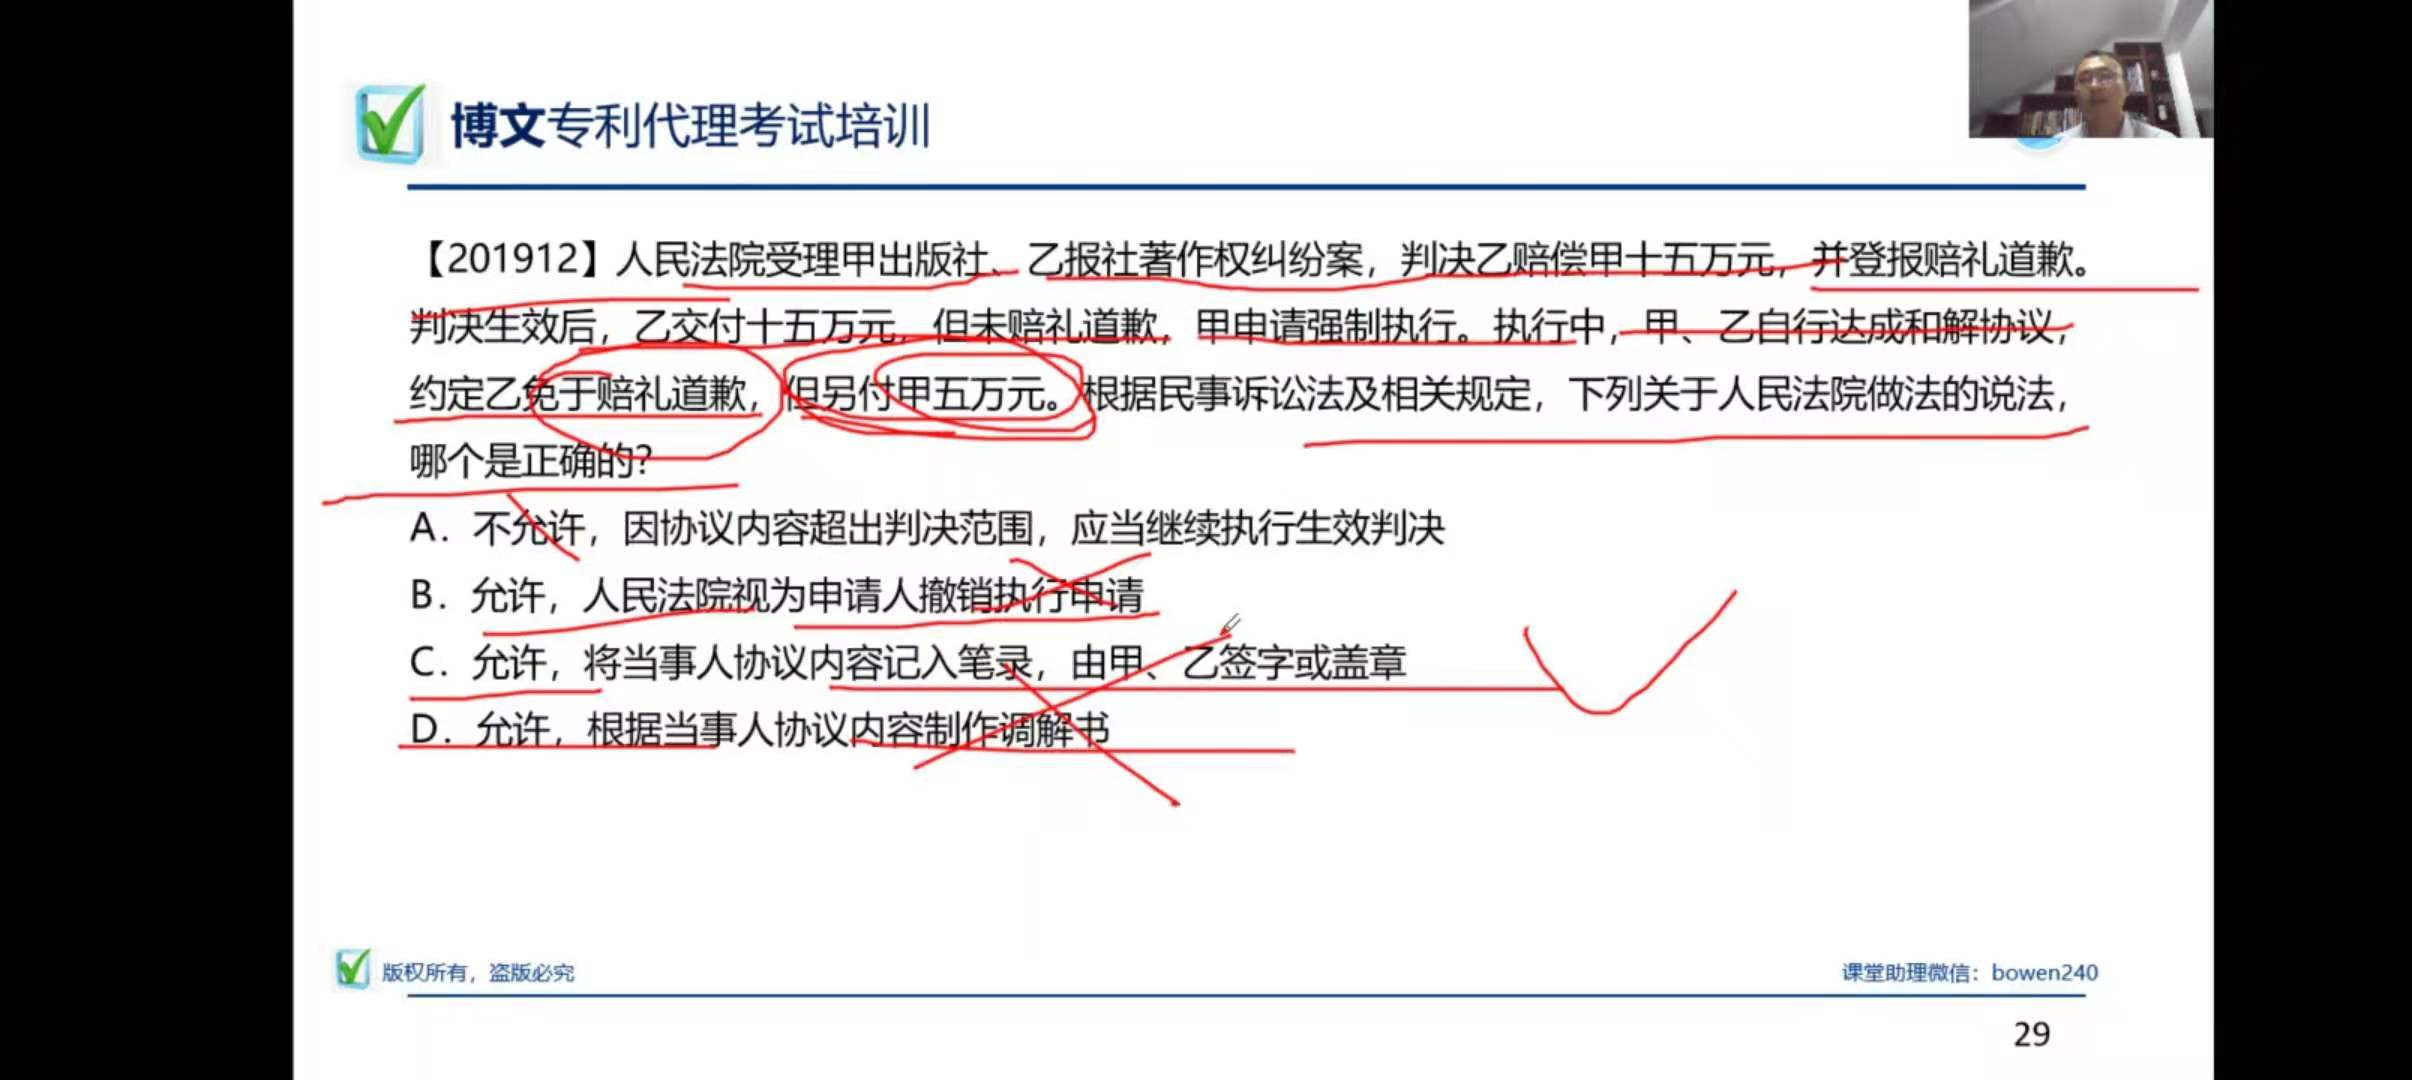 博文专利代理考试培训
【201912】人民法院受理甲出版社、乙报社著作权纠纷案，判决乙赔偿甲十五万元，并登报赔礼道歉。
判决生效后，乙交付十五万元，但未赔礼道歉，甲申请强制执行。执行中，甲、乙自行达成和解协议，
约定乙免于赔礼道歉，但另付甲五万元。根据民事诉讼法及相关规定，下列关于人民法院做法的说法，
哪个是正确的？
A．不允许，因协议内容超出判决范围，应当继续执行生效判决
B．允许，人民法院视为申请人撤销执行申请
C．允许，将当事人协议内容记入笔录，由甲、乙签字或盖章
D．允许，根据当事人协议内容制作调解书
版权所有，盗版必究
课堂助理微信：bowen240
29